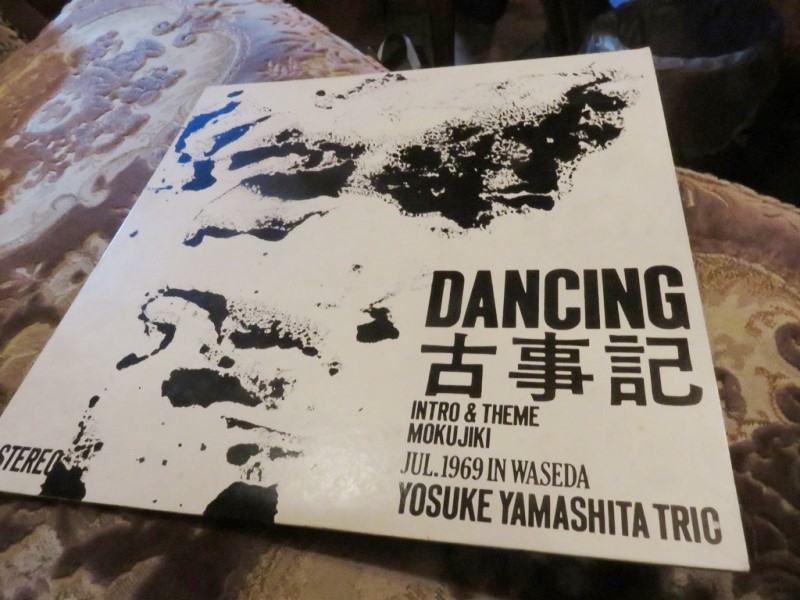 DANCING
古事記
INTRO & THEME
MOKUJIKI
JUL. 1969 IN WASEDA
STEREO
YOSUKE YAMASHITA TRIO